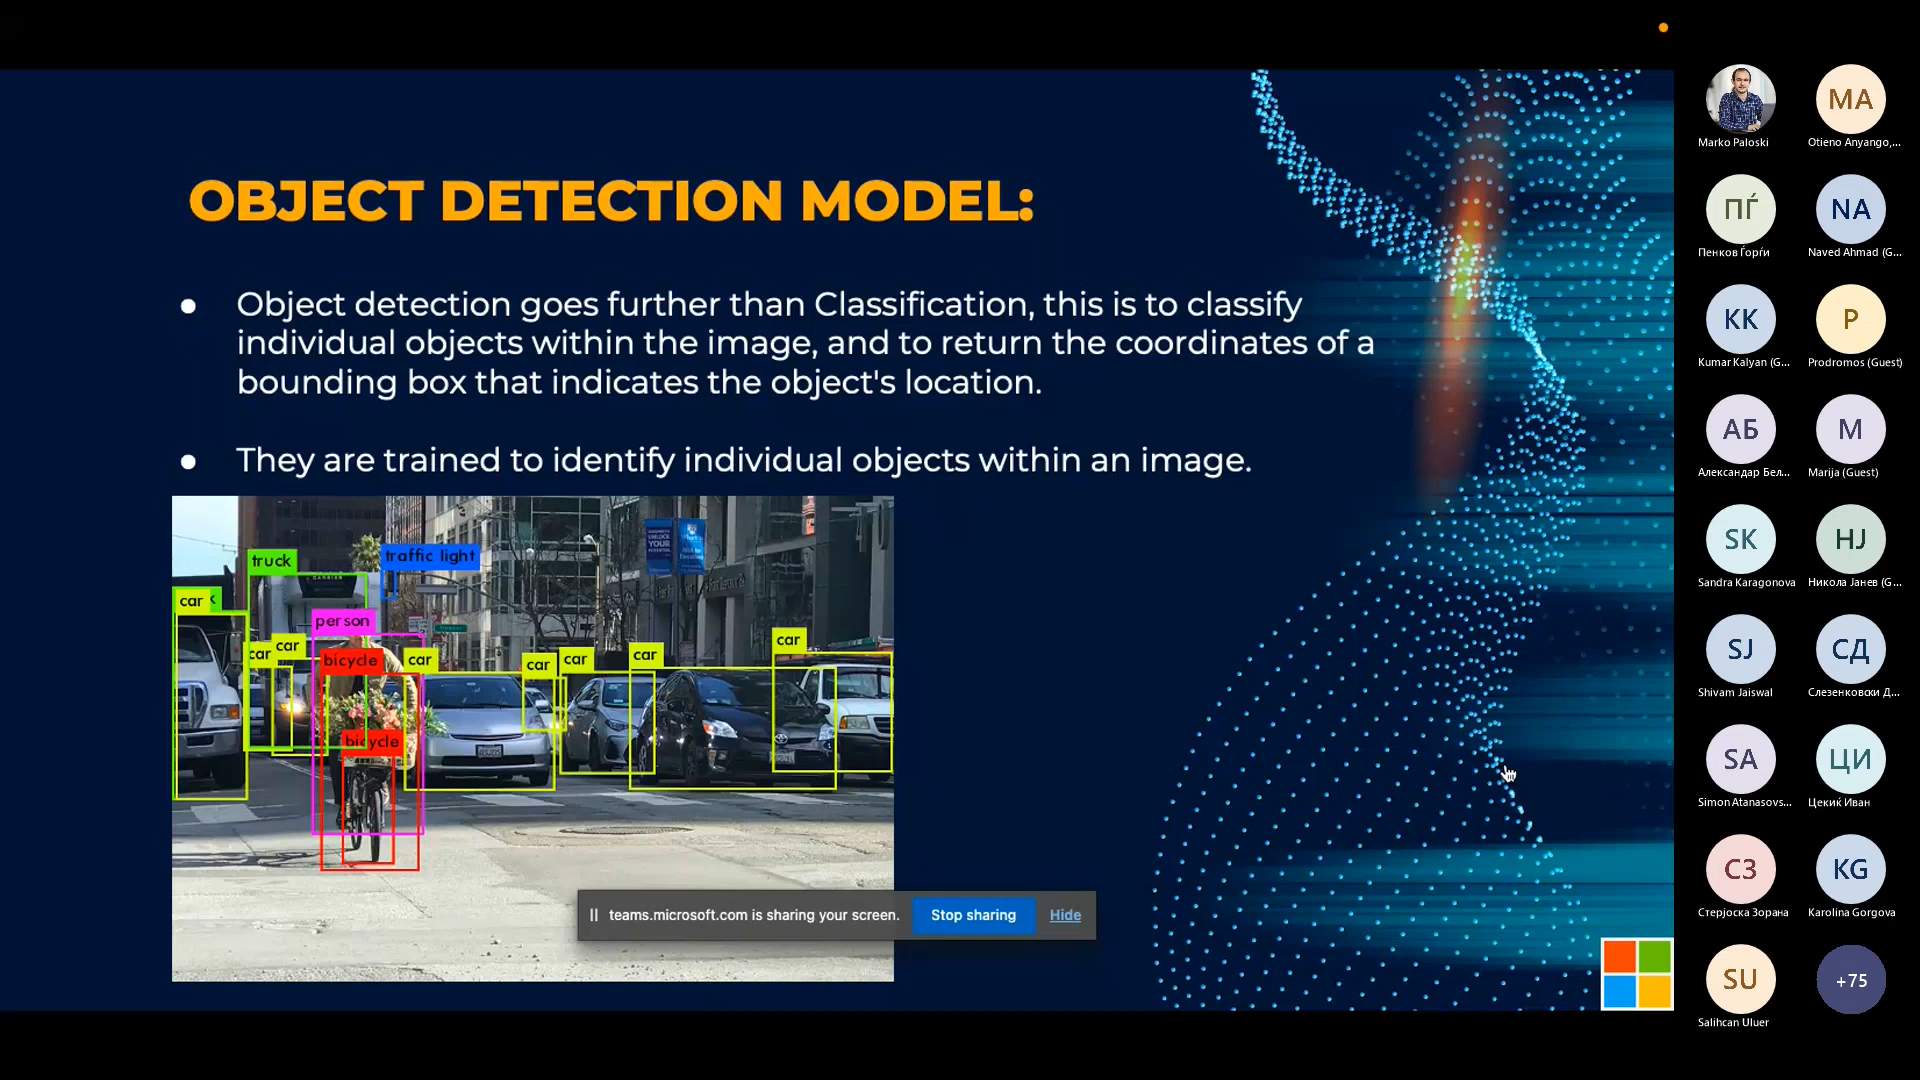 OBJECT DETECTION MODEL:
● Object detection goes further than Classification, this is to classify
individual objects within the image, and to return the coordinates of a
bounding box that indicates the object's location.
● They are trained to identify individual objects within an image.
truck
traffic light
car
person
car
car
bicycle
car
car
car
car
car
bicycle
UNLOCK
YOUR
POTENTIAL
teams.microsoft.com is sharing your screen.
Stop sharing
Hide
Marko Paloski
MA
Otieno Anyango,...
ПЃ
Пенков Ѓорѓи
NA
Naved Ahmad (G...
KK
Kumar Kalyan (G...
P
Prodromos (Guest)
АБ
Александар Бел...
M
Marija (Guest)
SK
Sandra Karagonova
НЈ
Никола Јанев (G...
SJ
Shivam Jaiswal
СД
Слезенковски Д...
SA
Simon Atanasovs...
ЦИ
Цекиќ Иван
СЗ
Стерјоска Зорана
KG
Karolina Gorgova
SU
Salihcan Uluer
+75